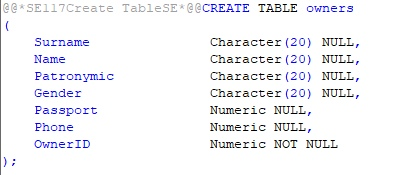 @@*SE117Create TableSE*@@CREATE TABLE owners
(
Surname Character(20) NULL,
Name Character(20) NULL,
Patronymic Character(20) NULL,
Gender Character(20) NULL,
Passport Numeric NULL,
Phone Numeric NULL,
OwnerID Numeric NOT NULL
);